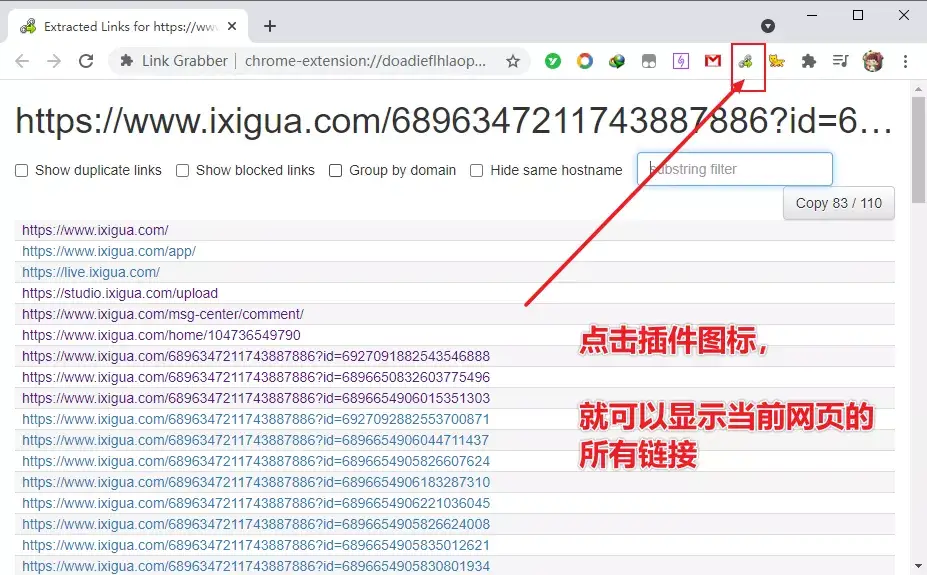 Extracted Links for https://www
Link Grabber | chrome-extension://doadieflhlaop...
https://www.ixigua.com/6896347211743887886?id=6...
Show duplicate links Show blocked links Group by domain Hide same hostname substring filter
Copy 83 / 110
https://www.ixigua.com/
https://www.ixigua.com/app/
https://live.ixigua.com/
https://studio.ixigua.com/upload
https://www.ixigua.com/msg-center/comment/
https://www.ixigua.com/home/104736549790
https://www.ixigua.com/6896347211743887886?id=6927091882543546888
https://www.ixigua.com/6896347211743887886?id=6896650832603775496
https://www.ixigua.com/6896347211743887886?id=6896654906015351303
https://www.ixigua.com/6896347211743887886?id=6927092882553700871
https://www.ixigua.com/6896347211743887886?id=6896654906044711437
https://www.ixigua.com/6896347211743887886?id=6896654905826607624
https://www.ixigua.com/6896347211743887886?id=6896654906183287310
https://www.ixigua.com/6896347211743887886?id=6896654906221036045
https://www.ixigua.com/6896347211743887886?id=6896654905826624008
https://www.ixigua.com/6896347211743887886?id=6896654905835012621
https://www.ixigua.com/6896347211743887886?id=6896654905830801934
点击插件图标，
就可以显示当前网页的
所有链接